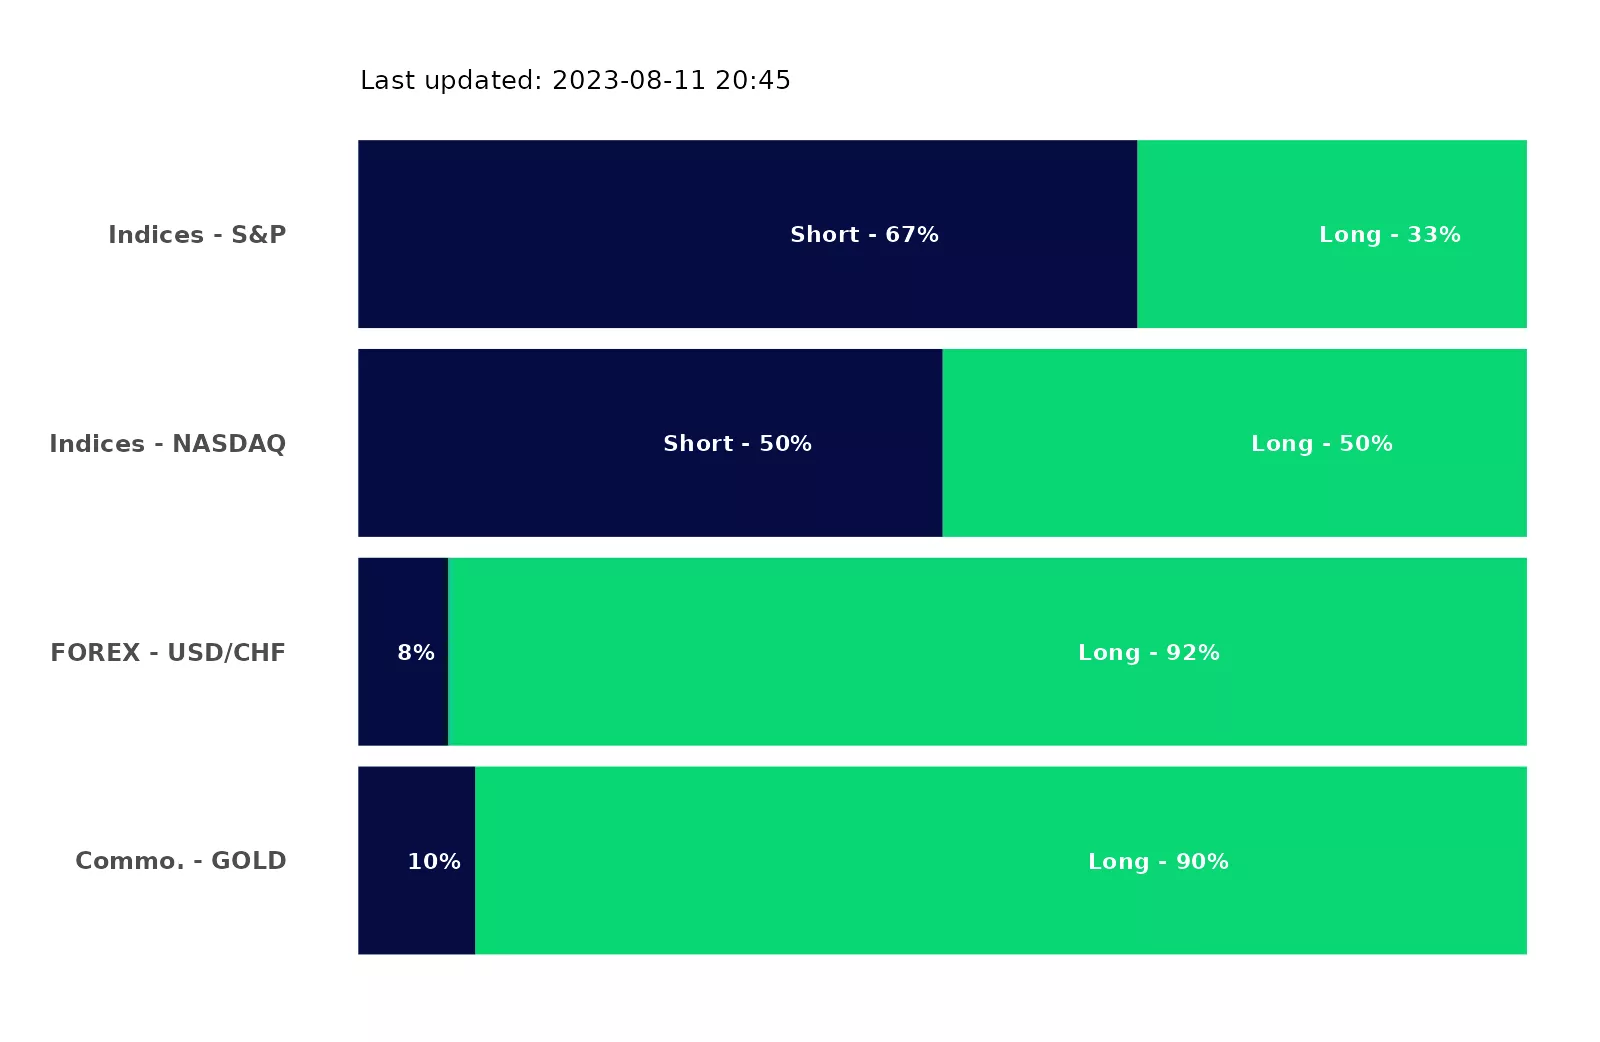 Last updated: 2023-08-11 20:45
Indices - S&P
Short - 67%
Long - 33%
Indices - NASDAQ
Short - 50%
Long - 50%
FOREX - USD/CHF
8%
Long - 92%
Commo. - GOLD
10%
Long - 90%